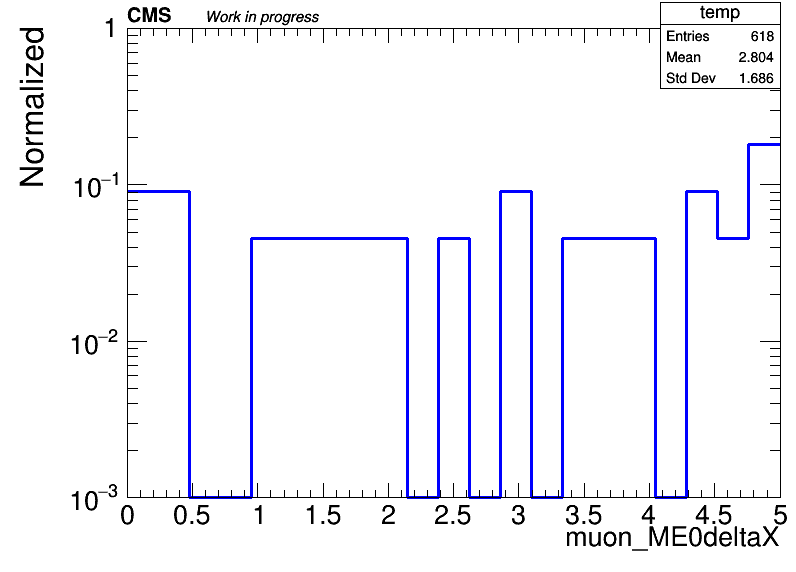 CMS Work in progress
temp
Entries 618
Mean 2.804
Std Dev 1.686
Normalized
1
10−1
10−2
10−3
0 0.5 1 1.5 2 2.5 3 3.5 4 4.5 5
muon_ME0deltaX